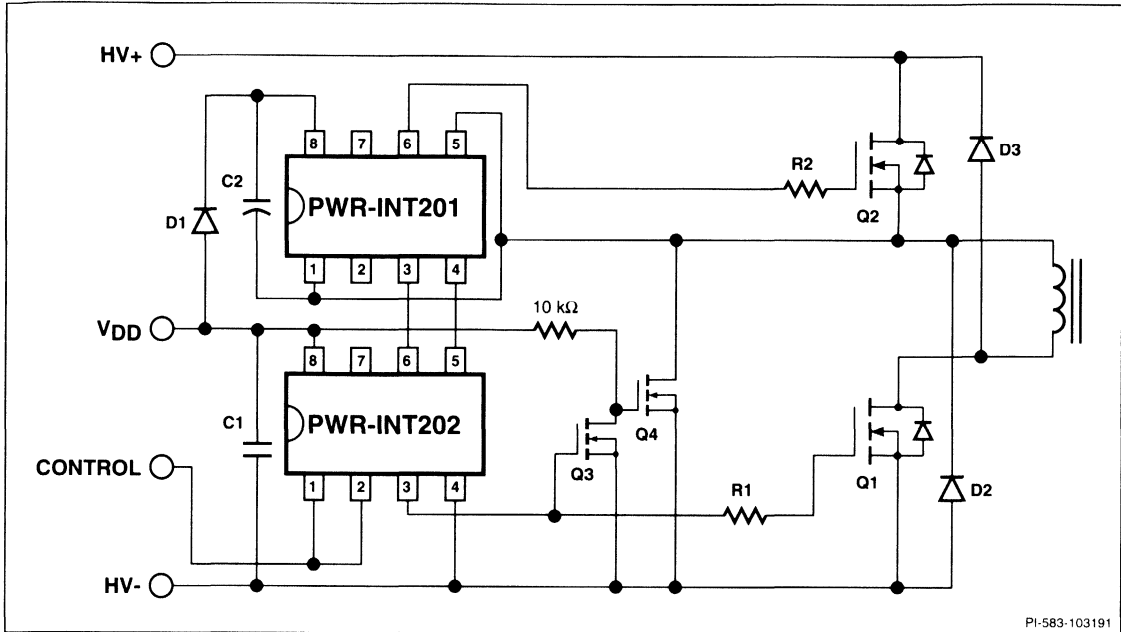 HV+
8 7 6 5
C2
PWR-INT201
D1
1 2 3 4
R2
Q2
D3
10 kΩ
VDD
8 7 6 5
C1
PWR-INT202
Q4
Q3
CONTROL
1 2 3 4
R1
Q1
D2
HV-
PI-583-103191